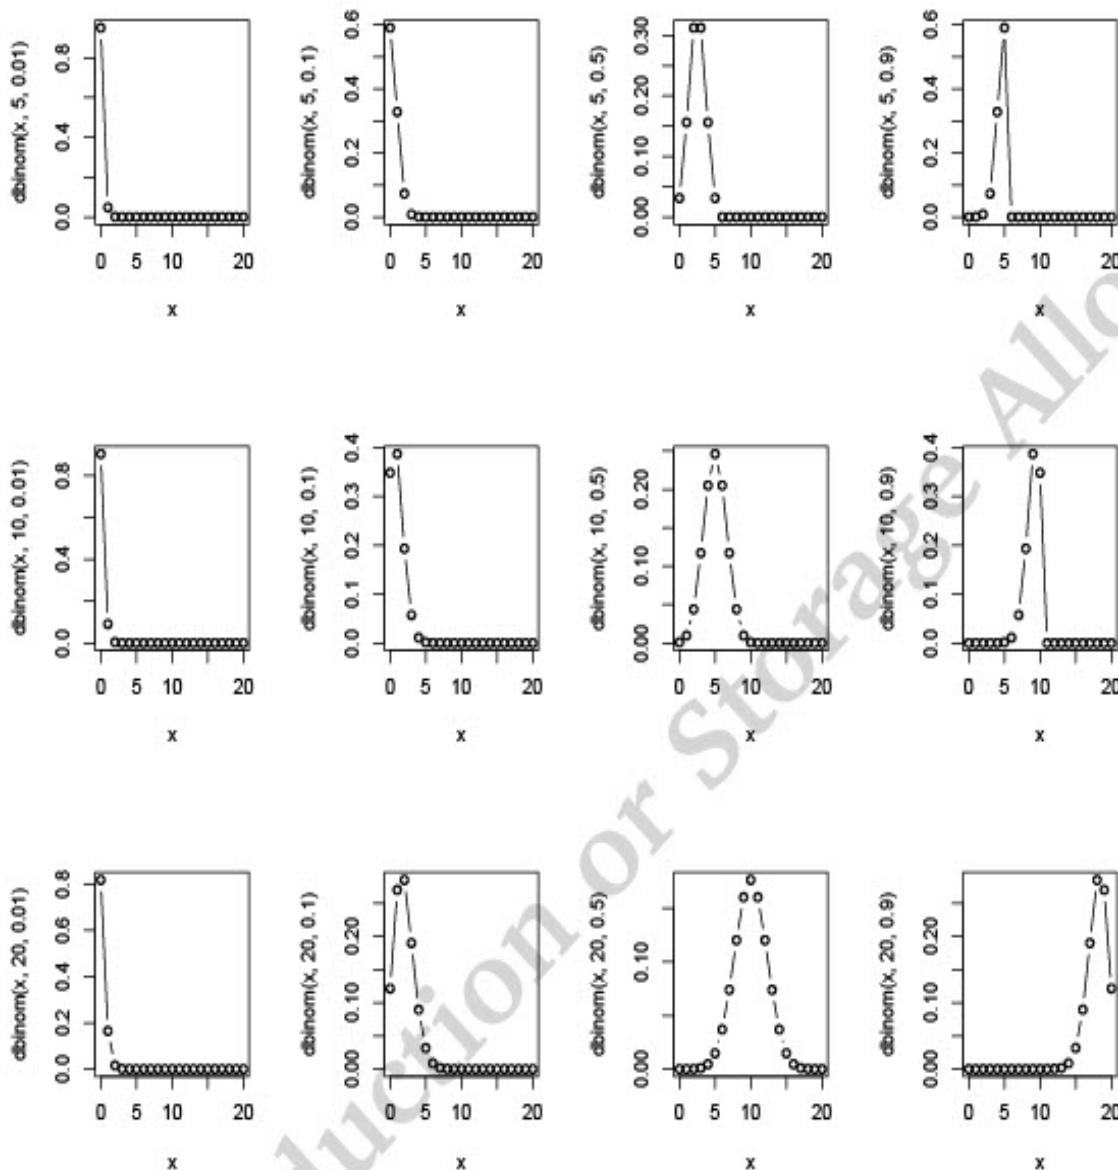 dbinom(x, 5, 0.01)
0.0 0.4 0.8
0 5 10 20
x
dbinom(x, 5, 0.1)
0.0 0.2 0.4 0.6
0 5 10 20
x
dbinom(x, 5, 0.5)
0.00 0.10 0.20 0.30
0 5 10 20
x
dbinom(x, 5, 0.9)
0.0 0.2 0.4 0.6
0 5 10 20
x
dbinom(x, 10, 0.01)
0.0 0.4 0.8
0 5 10 20
x
dbinom(x, 10, 0.1)
0.0 0.1 0.2 0.3 0.4
0 5 10 20
x
dbinom(x, 10, 0.5)
0.00 0.10 0.20
0 5 10 20
x
dbinom(x, 10, 0.9)
0.0 0.1 0.2 0.3 0.4
0 5 10 20
x
dbinom(x, 20, 0.01)
0.0 0.2 0.4 0.6 0.8
0 5 10 20
x
dbinom(x, 20, 0.1)
0.00 0.10 0.20
0 5 10 20
x
dbinom(x, 20, 0.5)
0.00 0.10
0 5 10 20
x
dbinom(x, 20, 0.9)
0.00 0.10 0.20
0 5 10 20
x
duction or Storage Allo